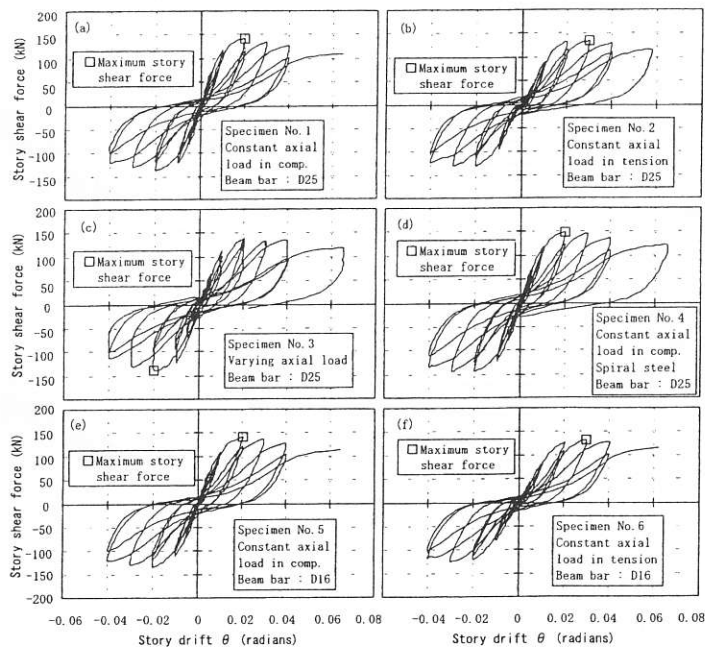 200
150
100
50
0
-50
-100
-150
Story shear force (kN)
(a)
Maximum story
shear force
Specimen No. 1
Constant axial
load in comp.
Beam bar : D25
(b)
Maximum story
shear force
Specimen No. 2
Constant axial
load in tension
Beam bar : D25
200
150
100
50
0
-50
-100
-150
Story shear force (kN)
(c)
Maximum story
shear force
Specimen No. 3
Varying axial load
Beam bar : D25
(d)
Maximum story
shear force
Specimen No. 4
Constant axial
load in comp.
Spiral steel
Beam bar : D25
200
150
100
50
0
-50
-100
-150
-200
Story shear force (kN)
(e)
Maximum story
shear force
Specimen No. 5
Constant axial
load in comp.
Beam bar : D16
(f)
Maximum story
shear force
Specimen No. 6
Constant axial
load in tension
Beam bar : D16
-0.06 -0.04 -0.02 0 0.02 0.04 0.06 0.08
-0.06 -0.04 -0.02 0 0.02 0.04 0.06 0.08
Story drift θ (radians)
Story drift θ (radians)